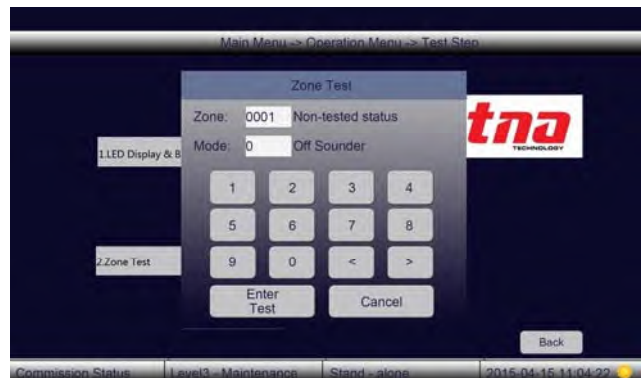 Main Menu -> Operation Menu -> Test Step
Zone Test
Zone: 0001 Non-tested status
Mode: 0 Off Sounder
tna
TECHNOLOGY
1.LED Display & B
1 2 3 4
5 6 7 8
2.Zone Test
9 0 < >
Enter Test
Cancel
Back
Commission Status Level3 - Maintenance Stand - alone 2015-04-15 11:04:22